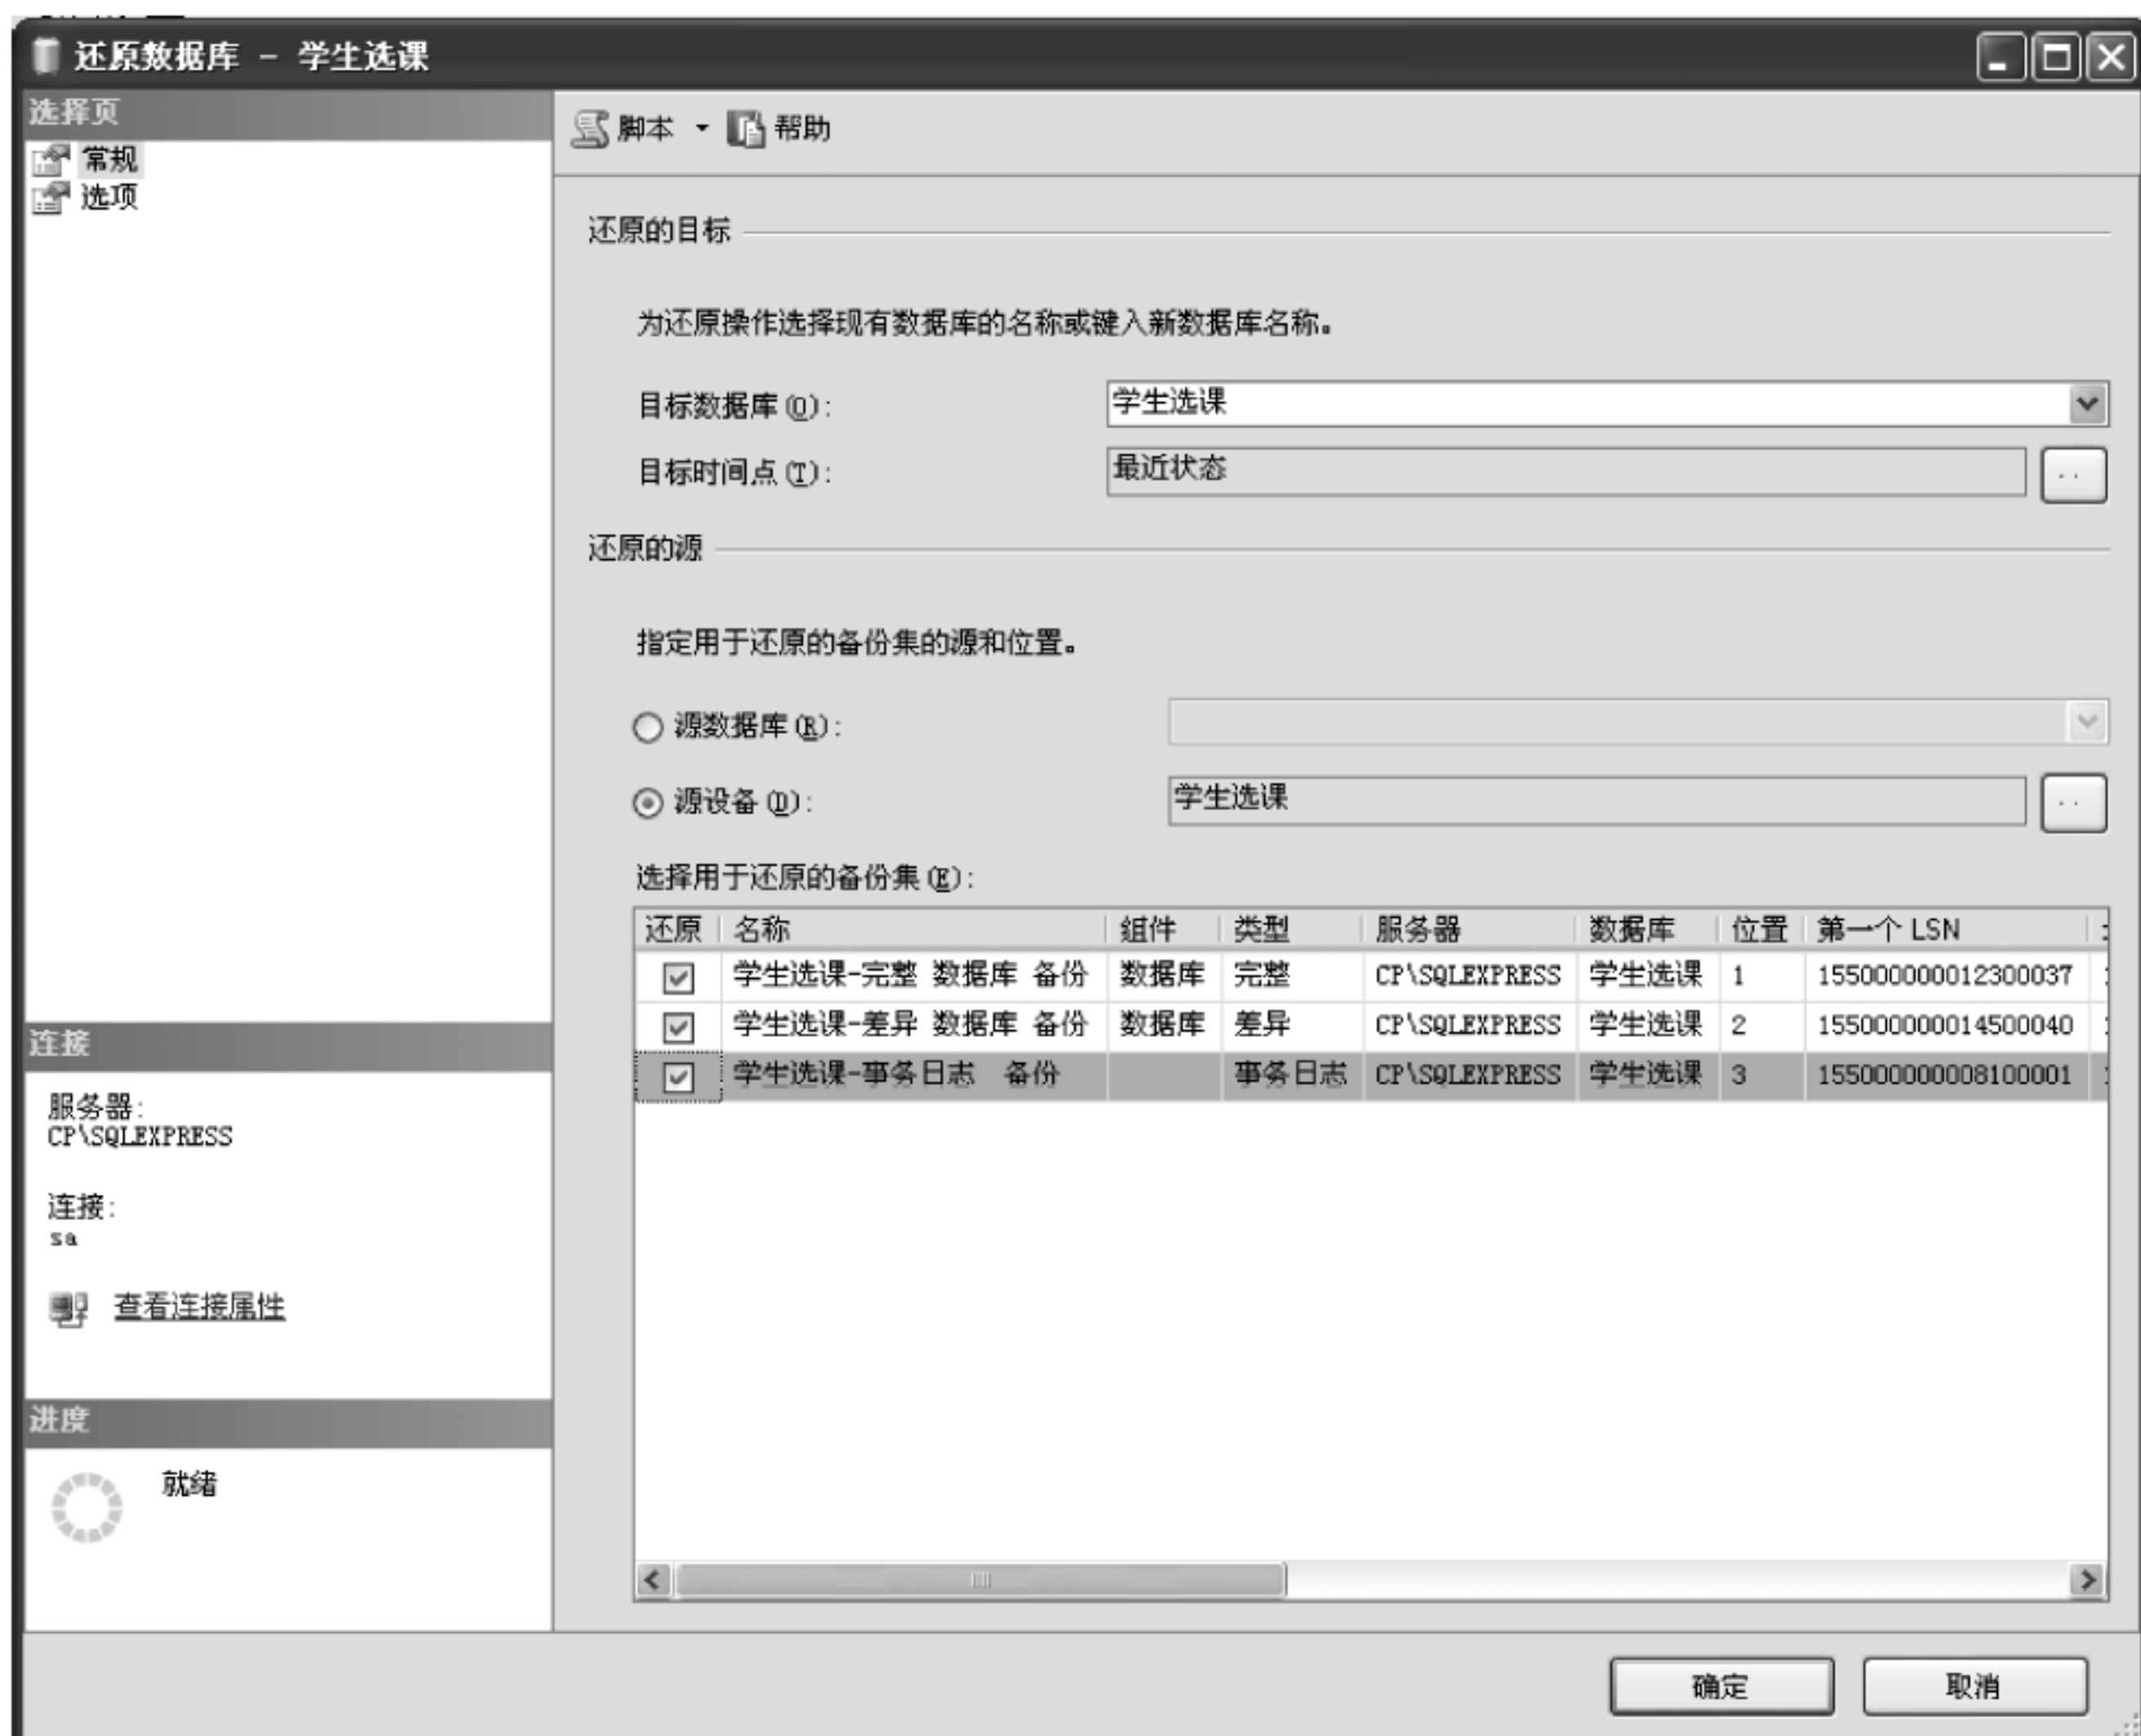 还原数据库 - 学生选课
选择页
常规
选项
脚本 帮助
还原的目标
为还原操作选择现有数据库的名称或键入新数据库名称。
目标数据库(O): 学生选课
目标时间点(T): 最近状态
还原的源
指定用于还原的备份集的源和位置。
源数据库(R):
源设备(D): 学生选课
选择用于还原的备份集(E):
还原 名称 组件 类型 服务器 数据库 位置 第一个 LSN
学生选课-完整 数据库 备份 数据库 完整 CP\SQLEXPRESS 学生选课 1 155000000012300037
学生选课-差异 数据库 备份 数据库 差异 CP\SQLEXPRESS 学生选课 2 155000000014500040
学生选课-事务日志 备份 事务日志 CP\SQLEXPRESS 学生选课 3 155000000008100001
连接
服务器:
CP\SQLEXPRESS
连接:
sa
查看连接属性
进度
就绪
确定 取消